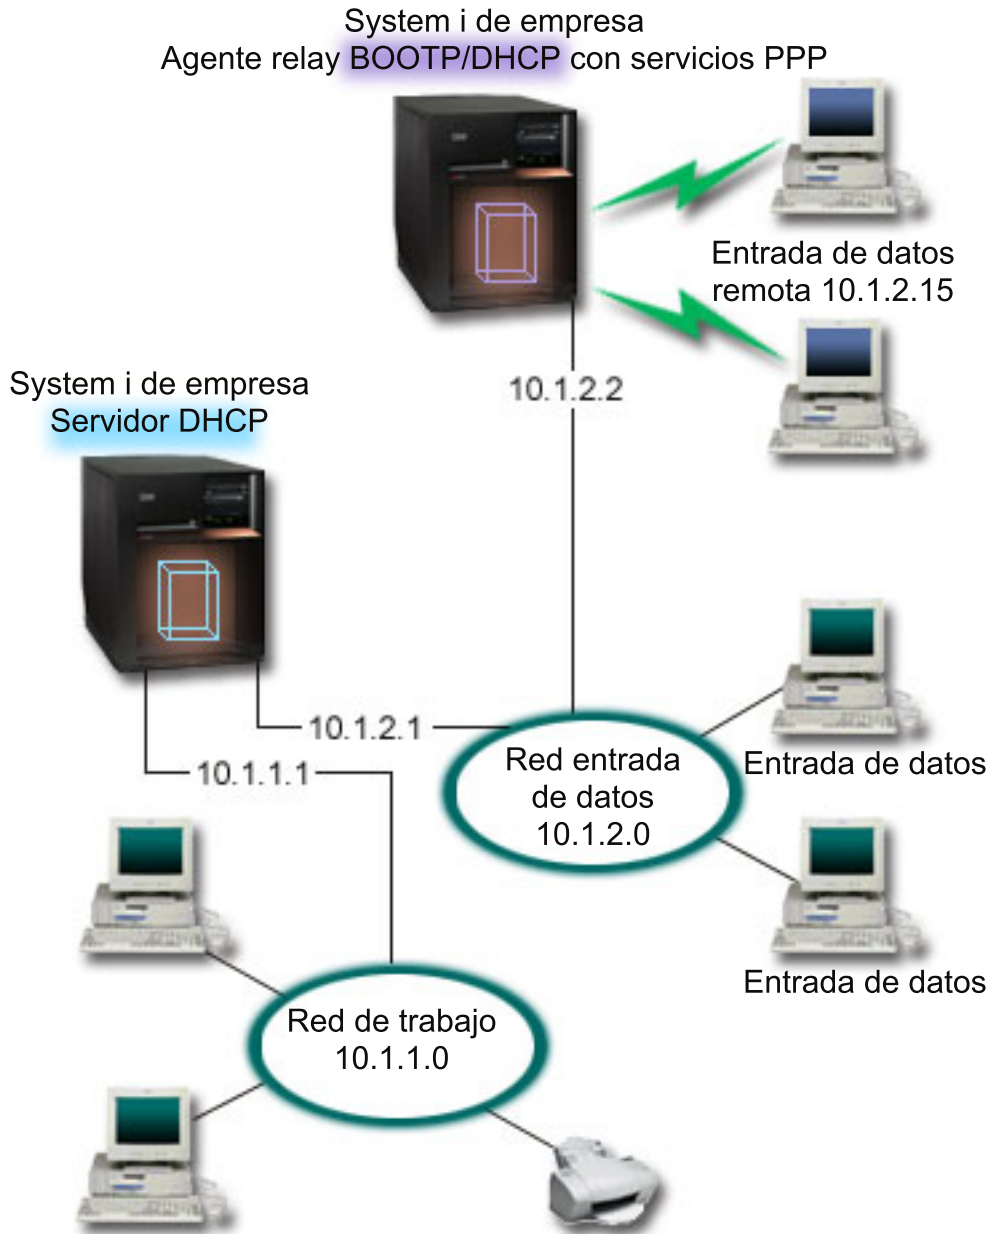 System i de empresa
Agente relay BOOTP/DHCP con servicios PPP
Entrada de datos
remota 10.1.2.15
10.1.2.2
System i de empresa
Servidor DHCP
10.1.2.1
10.1.1.1
Red entrada
de datos
10.1.2.0
Entrada de datos
Entrada de datos
Red de trabajo
10.1.1.0